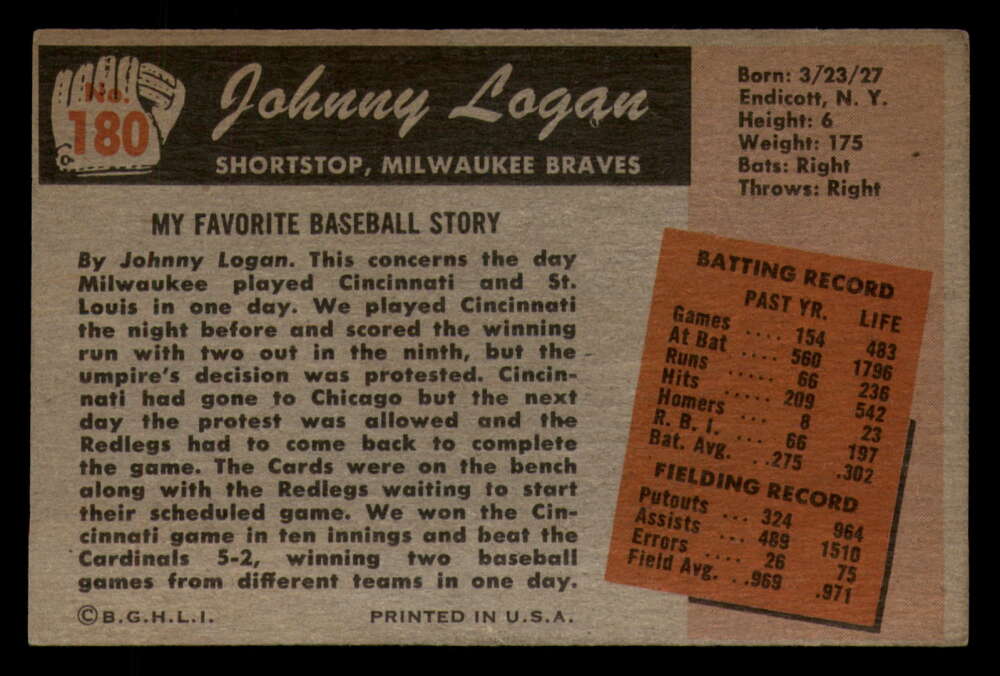 No.
180
Johnny Logan
SHORTSTOP, MILWAUKEE BRAVES
Born: 3/23/27
Endicott, N. Y.
Height: 6
Weight: 175
Bats: Right
Throws: Right
MY FAVORITE BASEBALL STORY
By Johnny Logan. This concerns the day
Milwaukee played Cincinnati and St.
Louis in one day. We played Cincinnati
the night before and scored the winning
run with two out in the ninth, but the
umpire's decision was protested. Cincin-
nati had gone to Chicago but the next
day the protest was allowed and the
Redlegs had to come back to complete
the game. The Cards were on the bench
along with the Redlegs waiting to start
their scheduled game. We won the Cin-
cinnati game in ten innings and beat the
Cardinals 5-2, winning two baseball
games from different teams in one day.
BATTING RECORD
PAST YR. LIFE
Games .... 154 483
At Bat .... 560 1796
Runs ..... 66 236
Hits ..... 209 542
Homers ... 8 23
R. B. I. ... 66 197
Bat. Avg. ..275 .302
FIELDING RECORD
Putouts ... 324 964
Assists ... 489 1510
Errors .... 26 75
Field Avg. ..969 .971
©B.G.H.L.I. PRINTED IN U.S.A.